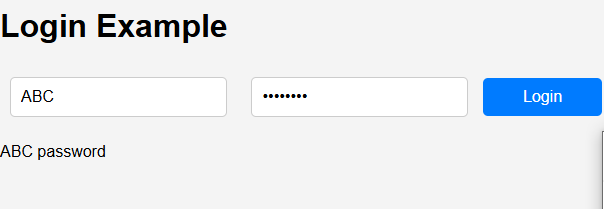 Login Example
ABC •••••••• Login
ABC password